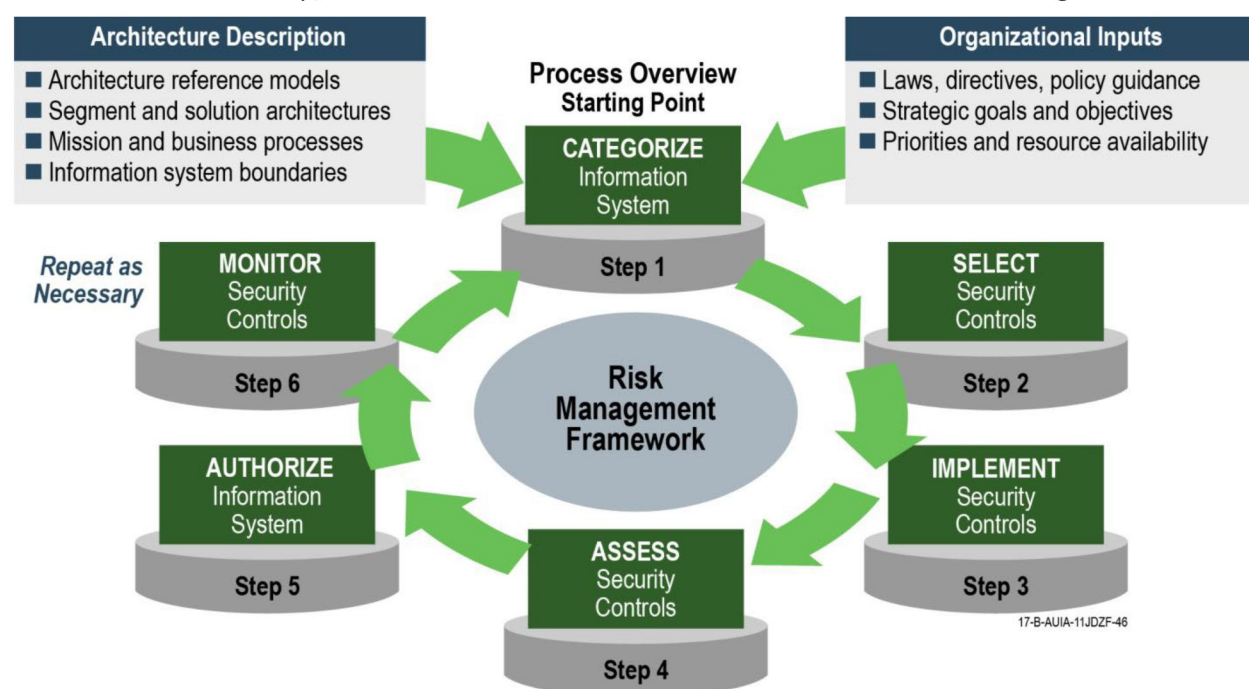 Architecture Description
■ Architecture reference models
■ Segment and solution architectures
■ Mission and business processes
■ Information system boundaries
Process Overview
Starting Point
Organizational Inputs
■ Laws, directives, policy guidance
■ Strategic goals and objectives
■ Priorities and resource availability
CATEGORIZE
Information
System
Step 1
Repeat as
Necessary
MONITOR
Security
Controls
Step 6
SELECT
Security
Controls
Step 2
Risk
Management
Framework
AUTHORIZE
Information
System
Step 5
IMPLEMENT
Security
Controls
Step 3
ASSESS
Security
Controls
Step 4
17-B-AUIA-11JDZF-46